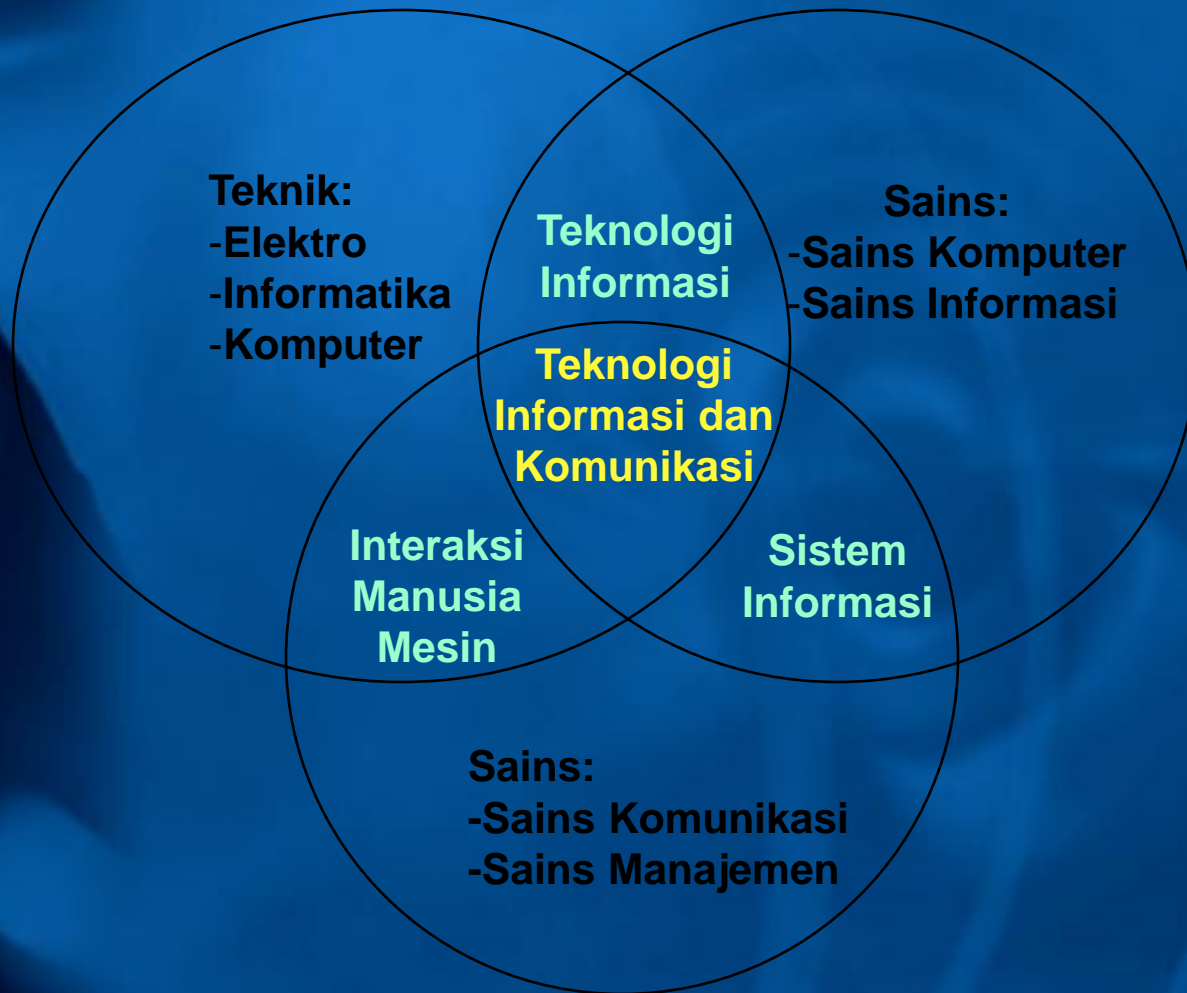 Teknik:
-Elektro
-Informatika
-Komputer
Teknologi
Informasi
Sains:
-Sains Komputer
-Sains Informasi
Teknologi
Informasi dan
Komunikasi
Interaksi
Manusia
Mesin
Sistem
Informasi
Sains:
-Sains Komunikasi
-Sains Manajemen